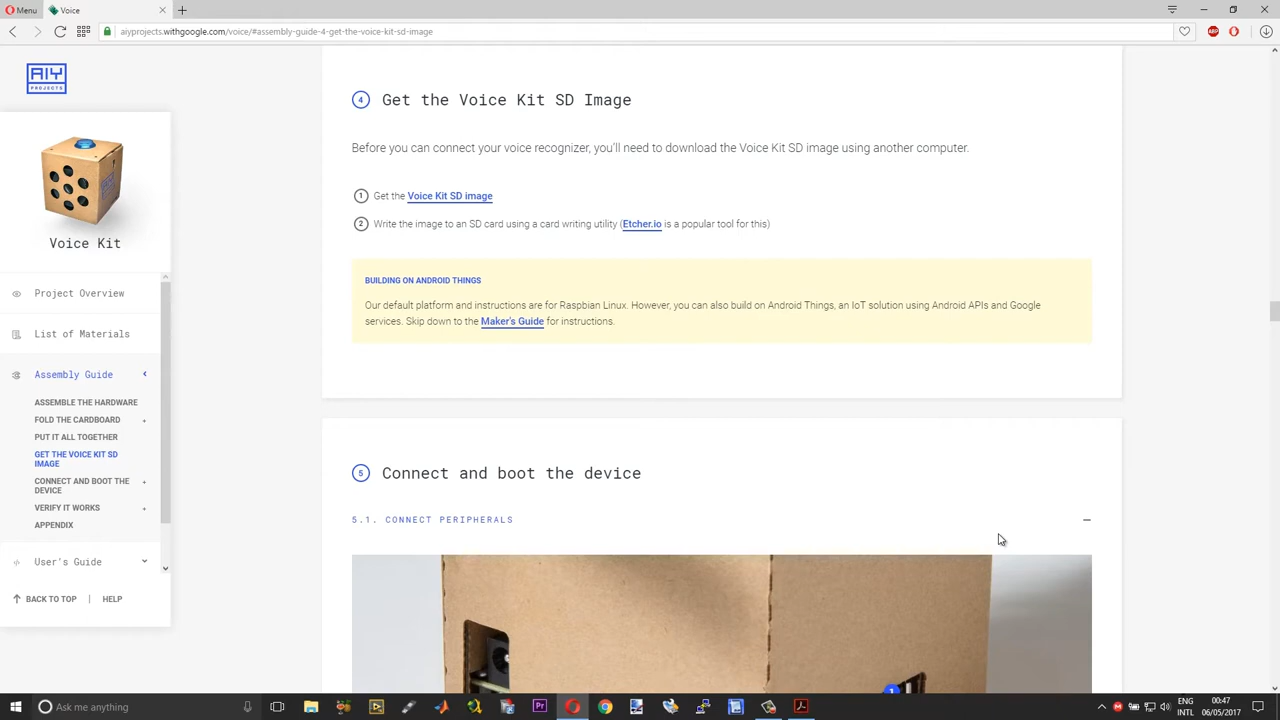 Menu
Voice
aiyprojects.withgoogle.com/voice/#assembly-guide-4-get-the-voice-kit-sd-image
ABP
AIY
PROJECTS
Voice Kit
Project Overview
List of Materials
Assembly Guide
ASSEMBLE THE HARDWARE
FOLD THE CARDBOARD +
PUT IT ALL TOGETHER
GET THE VOICE KIT SD
IMAGE
CONNECT AND BOOT THE +
DEVICE
VERIFY IT WORKS +
APPENDIX
User's Guide
BACK TO TOP | HELP
4 Get the Voice Kit SD Image
Before you can connect your voice recognizer, you'll need to download the Voice Kit SD image using another computer.
1 Get the Voice Kit SD image
2 Write the image to an SD card using a card writing utility (Etcher.io is a popular tool for this)
BUILDING ON ANDROID THINGS
Our default platform and instructions are for Raspbian Linux. However, you can also build on Android Things, an IoT solution using Android APIs and Google
services. Skip down to the Maker's Guide for instructions.
5 Connect and boot the device
5.1. CONNECT PERIPHERALS
1
Ask me anything
Pr
ENG
INTL
00:47
06/05/2017